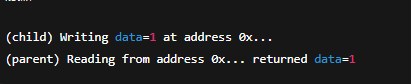 (child) Writing data=1 at address 0x...
(parent) Reading from address 0x... returned data=1